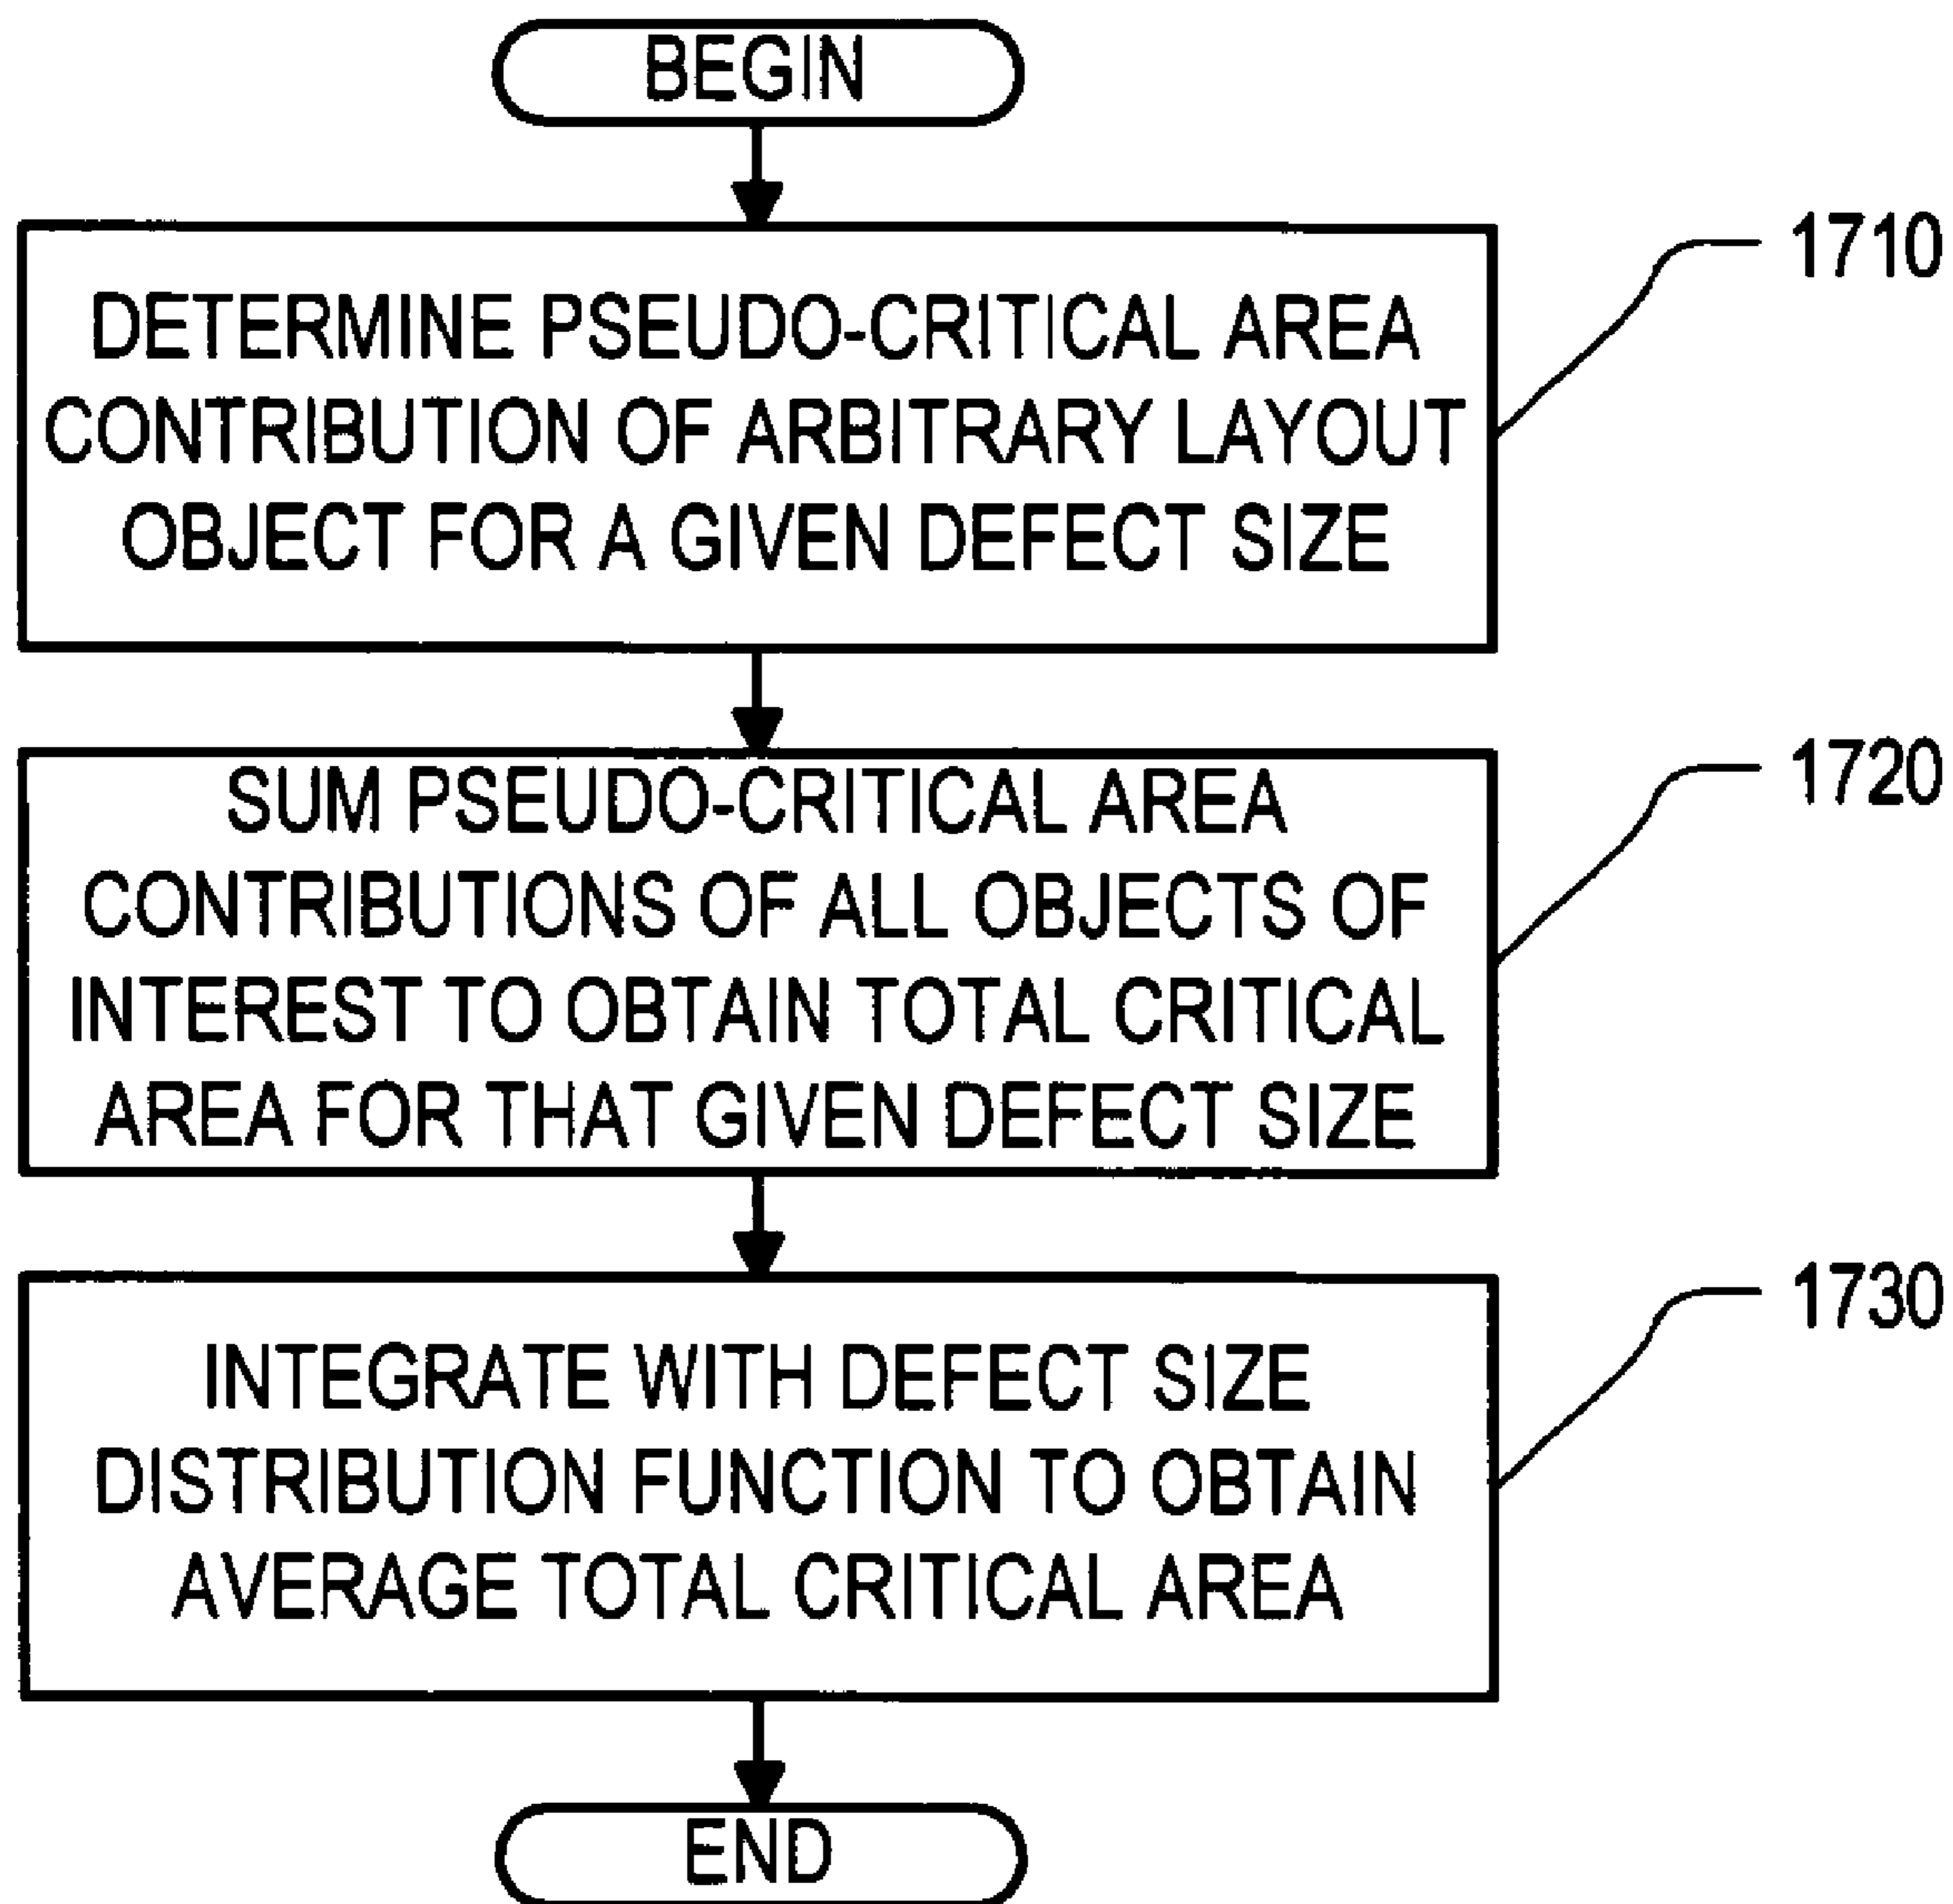 BEGIN
DETERMINE PSEUDO-CRITICAL AREA
CONTRIBUTION OF ARBITRARY LAYOUT
OBJECT FOR A GIVEN DEFECT SIZE
1710
SUM PSEUDO-CRITICAL AREA
CONTRIBUTIONS OF ALL OBJECTS OF
INTEREST TO OBTAIN TOTAL CRITICAL
AREA FOR THAT GIVEN DEFECT SIZE
1720
INTEGRATE WITH DEFECT SIZE
DISTRIBUTION FUNCTION TO OBTAIN
AVERAGE TOTAL CRITICAL AREA
1730
END